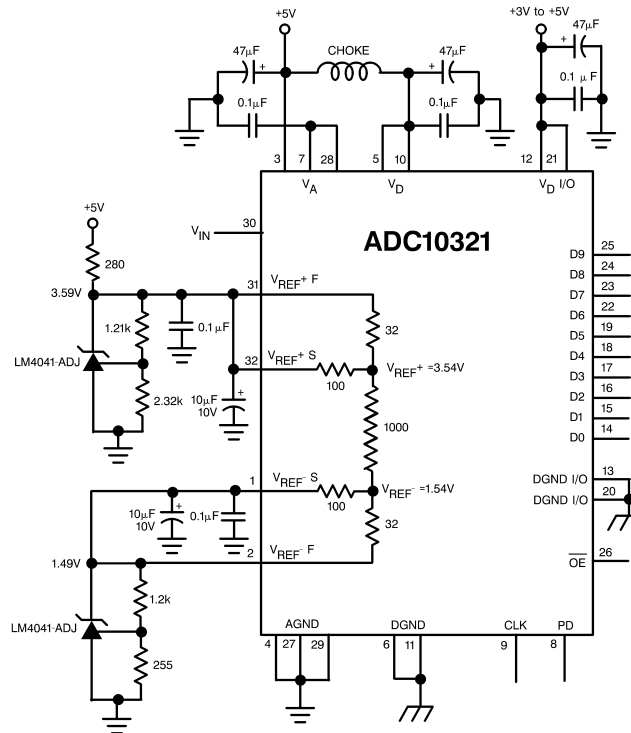 +5V
+3V to +5V
47μF
+
CHOKE
47μF
+
47μF
+
0.1μF
0.1μF
0.1 μ F
3
7
28
5
10
12
21
VA
VD
VD I/O
ADC10321
VIN
30
+5V
280
3.59V
31
VREF+ F
1.21k
0.1μF
32
LM4041-ADJ
32
VREF+ S
100
VREF+ =3.54V
2.32k
10μF
10V
+
1000
1
VREF- S
100
VREF- =1.54V
10μF
10V
+
0.1μF
32
1.49V
2
VREF- F
1.2k
LM4041-ADJ
255
D9
25
D8
24
D7
23
D6
22
D5
19
D4
18
D3
17
D2
16
D1
15
D0
14
DGND I/O
13
DGND I/O
20
OE
26
AGND
DGND
CLK
PD
4
27
29
6
11
9
8